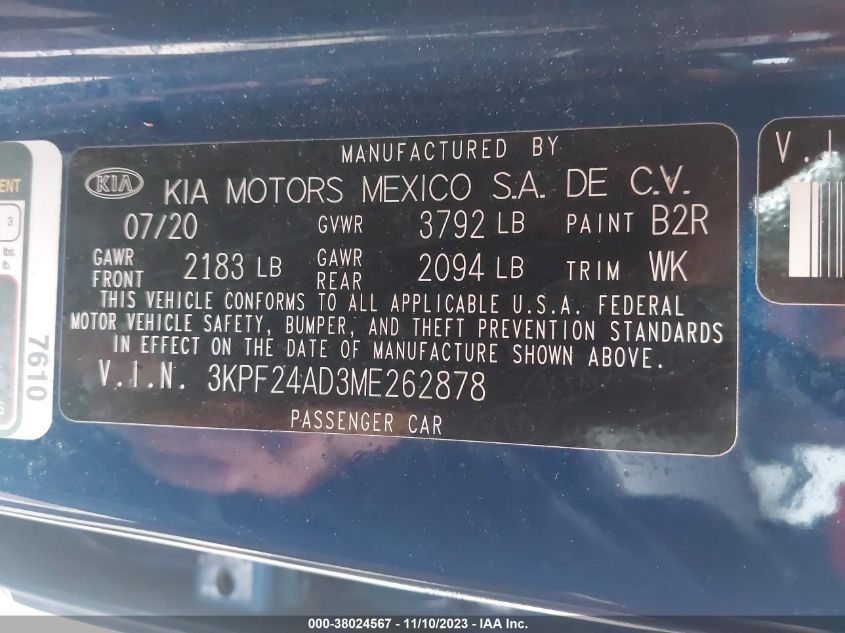 MANUFACTURED BY
KIA KIA MOTORS MEXICO S.A. DE C.V.
07/20 GVWR 3792 LB PAINT B2R
GAWR FRONT 2183 LB GAWR REAR 2094 LB TRIM WK
THIS VEHICLE CONFORMS TO ALL APPLICABLE U.S.A. FEDERAL
MOTOR VEHICLE SAFETY, BUMPER, AND THEFT PREVENTION STANDARDS
IN EFFECT ON THE DATE OF MANUFACTURE SHOWN ABOVE.
V.I.N. 3KPF24AD3ME262878
PASSENGER CAR
3
lbs.
lb.
7610
V.I
000-38024567 - 11/10/2023 - © IAA Inc.